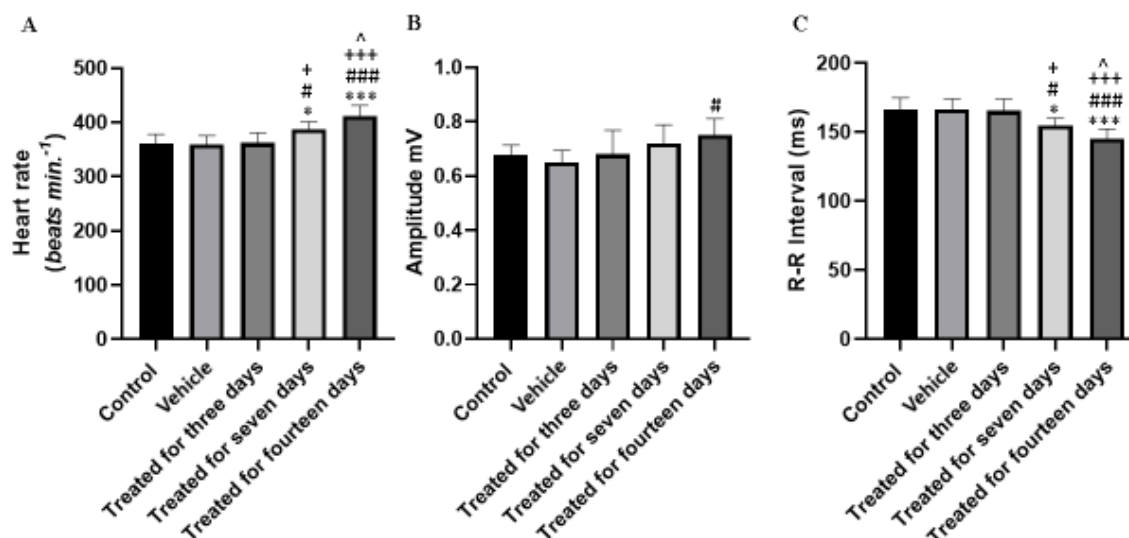 A
Heart rate
(beats min.-1)
500
400
300
200
100
0
+
#
*
^
+++
###
***
Control
Vehicle
Treated for three days
Treated for seven days
Treated for fourteen days
B
Amplitude mV
1.0
0.8
0.6
0.4
0.2
0.0
#
Control
Vehicle
Treated for three days
Treated for seven days
Treated for fourteen days
C
R-R Interval (ms)
200
150
100
50
0
+
#
*
^
+++
###
***
Control
Vehicle
Treated for three days
Treated for seven days
Treated for fourteen days